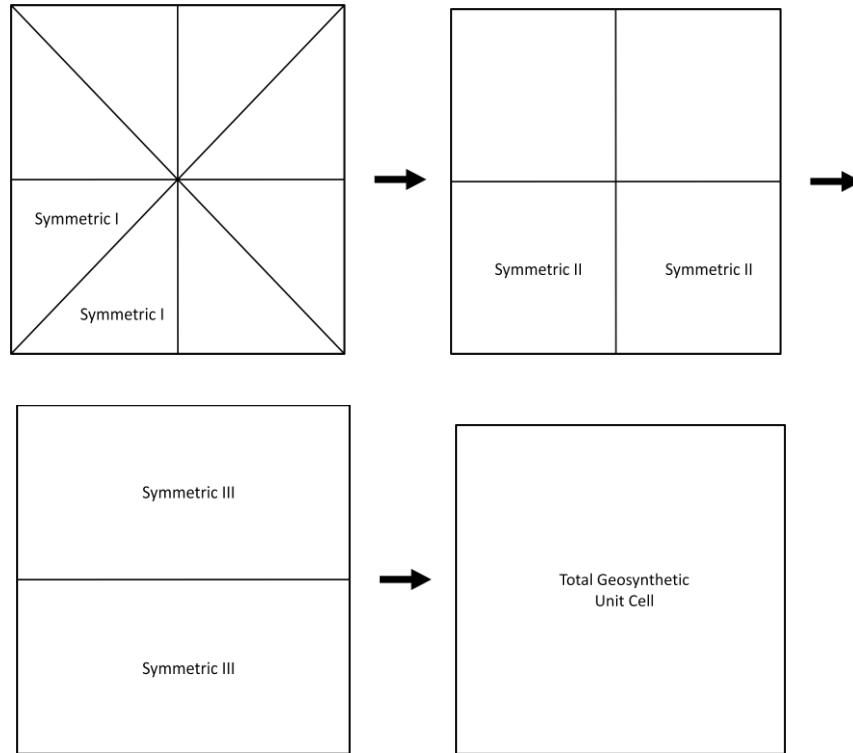 Symmetric I
Symmetric I
Symmetric II
Symmetric II
Symmetric III
Symmetric III
Total Geosynthetic
Unit Cell